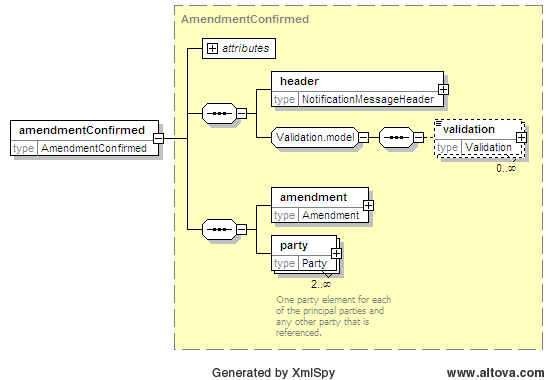 AmendmentConfirmed
attributes
header
type NotificationMessageHeader
amendmentConfirmed
type AmendmentConfirmed
Validation.model
validation
type Validation
0..∞
amendment
type Amendment
party
type Party
2..∞
One party element for each
of the principal parties and
any other party that is
referenced.
Generated by XmlSpy
www.altova.com